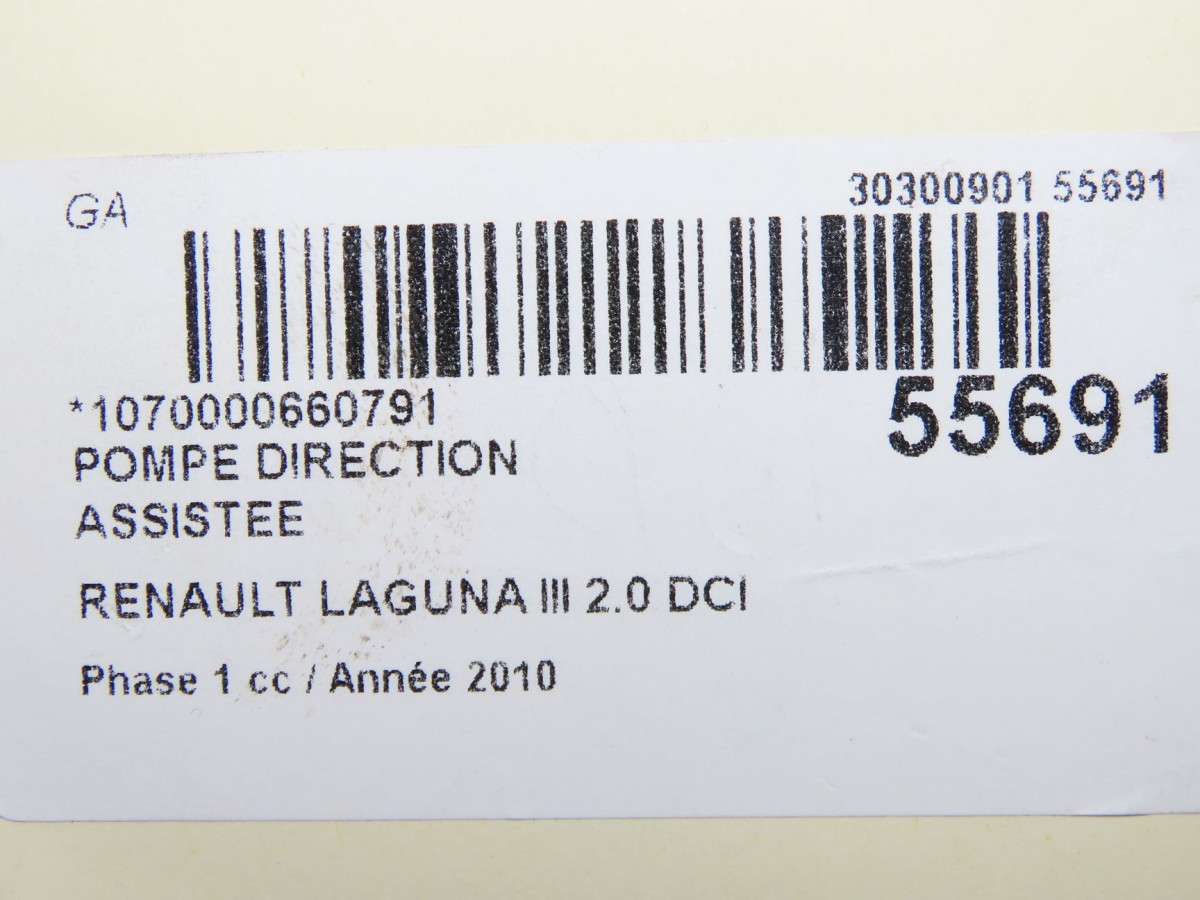 GA
30300901 55691
*1070000660791
55691
POMPE DIRECTION
ASSISTEE
RENAULT LAGUNA III 2.0 DCI
Phase 1 cc / Année 2010